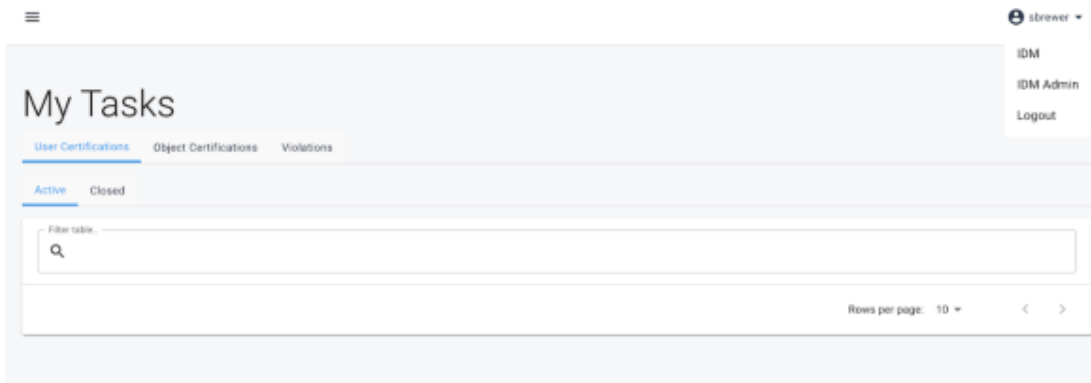 sbrewer
IDM
IDM Admin
Logout
My Tasks
User Certifications Object Certifications Violations
Active Closed
Filter table...
Rows per page: 10